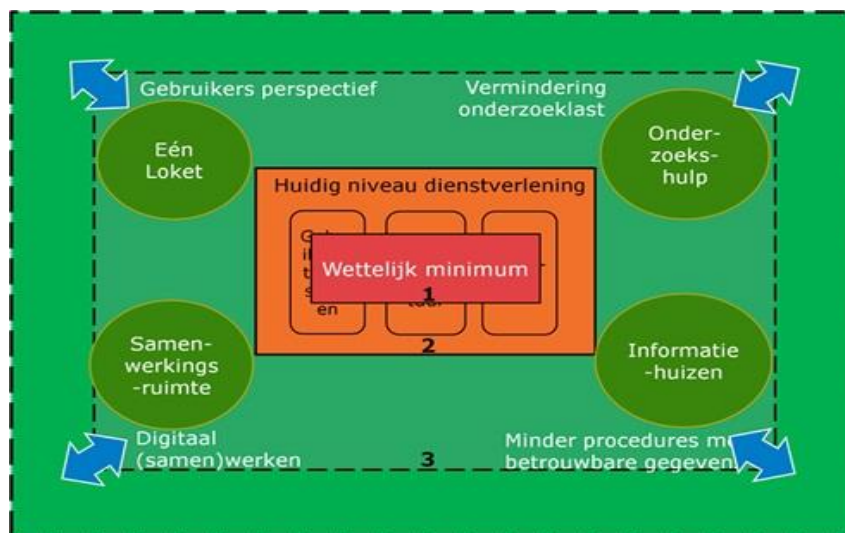 Gebruikers perspectief
Vermindering
onderzoeklast
Eén
Loket
Onder-
zoeks-
hulp
Huidig niveau dienstverlening
Wettelijk minimum
1
en
2
Samen-
werkings
-ruimte
Informatie
-huizen
Digitaal
(samen)werken
3
Minder procedures
betrouwbare